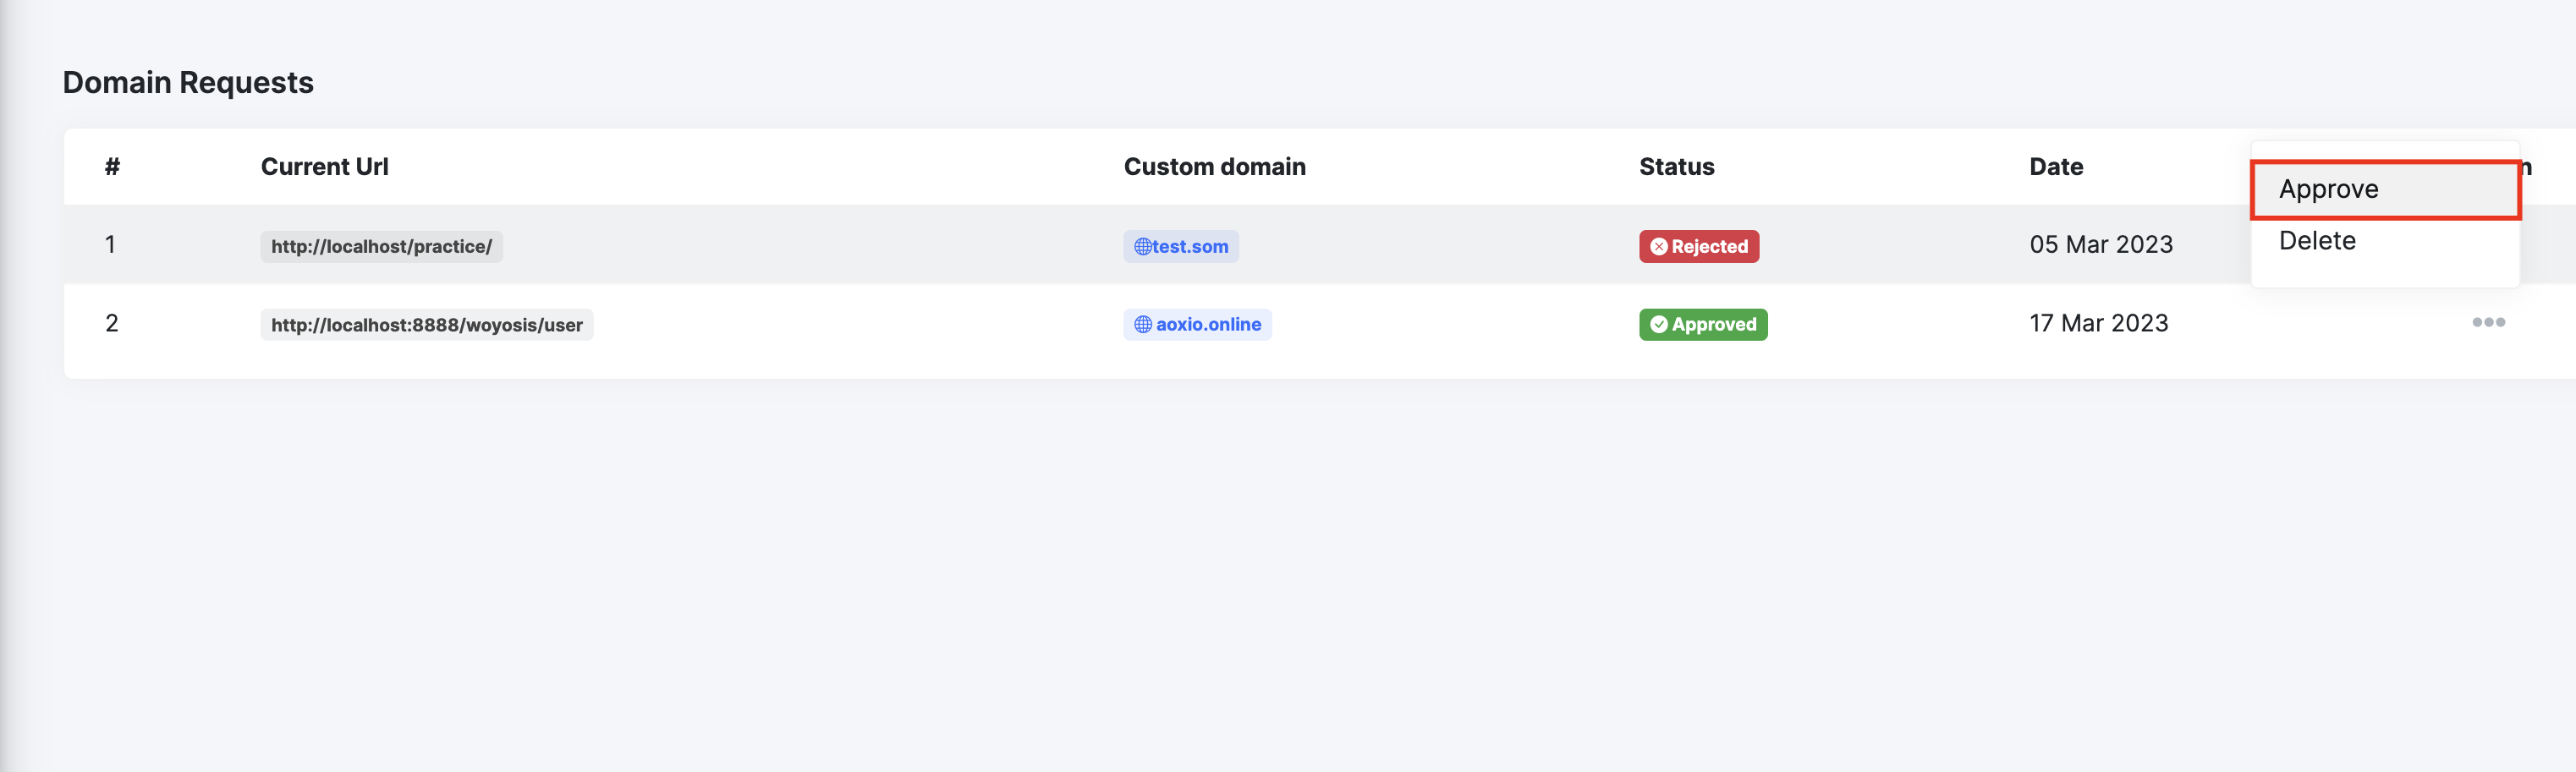 Domain Requests
# Current Url Custom domain Status Date n
Approve
1 http://localhost/practice/ test.som Rejected 05 Mar 2023
Delete
2 http://localhost:8888/woyosis/user aoxio.online Approved 17 Mar 2023